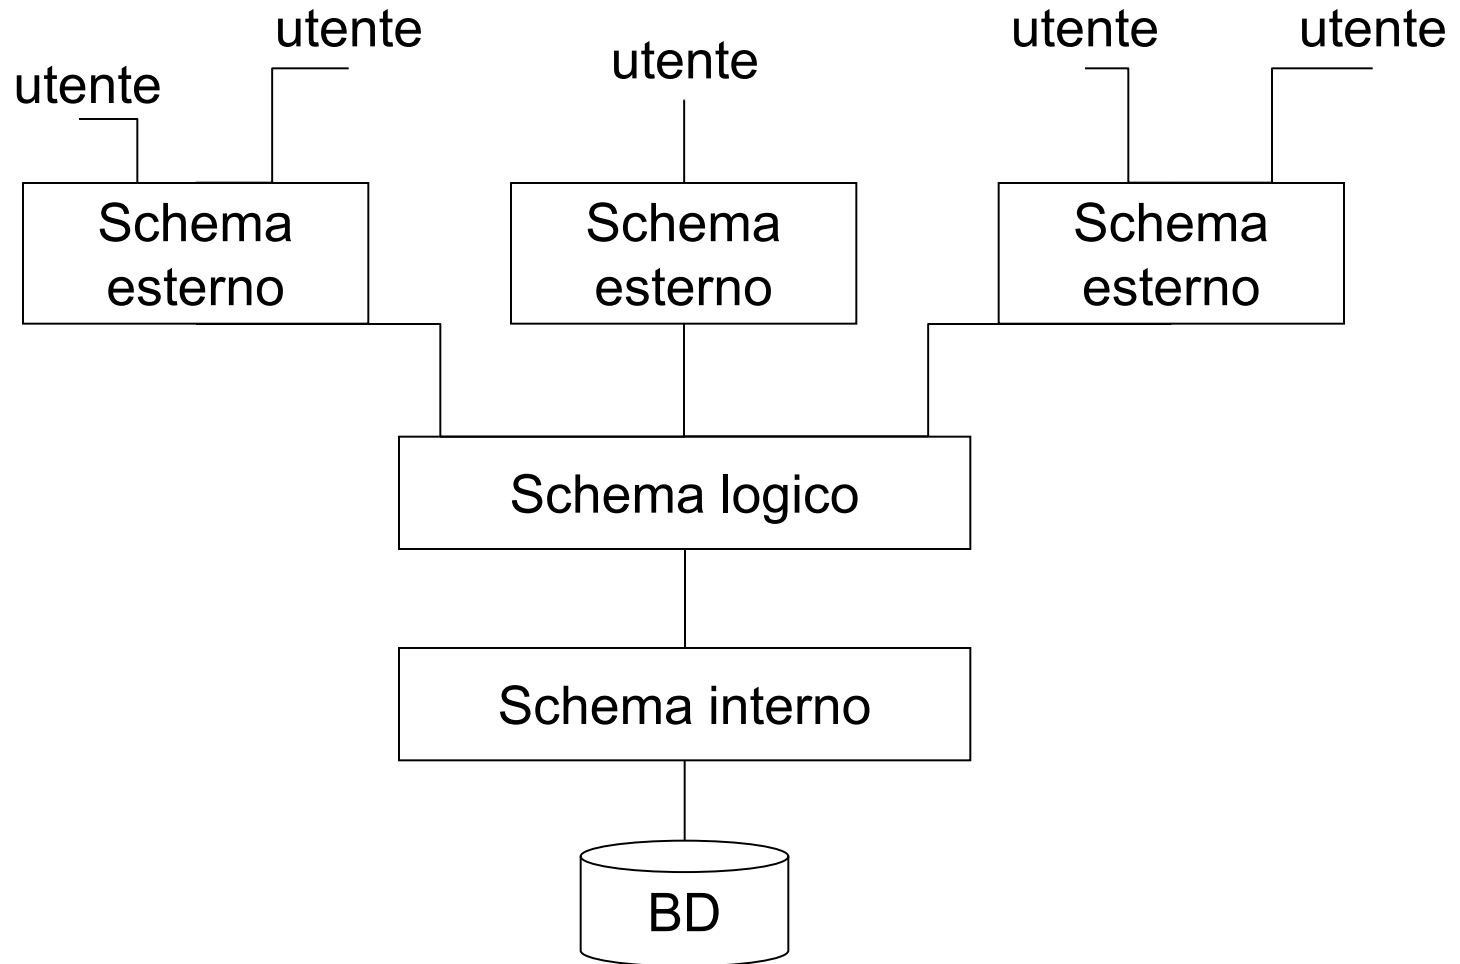 utente
utente
utente
utente
utente
Schema
esterno
Schema
esterno
Schema
esterno
Schema logico
Schema interno
BD